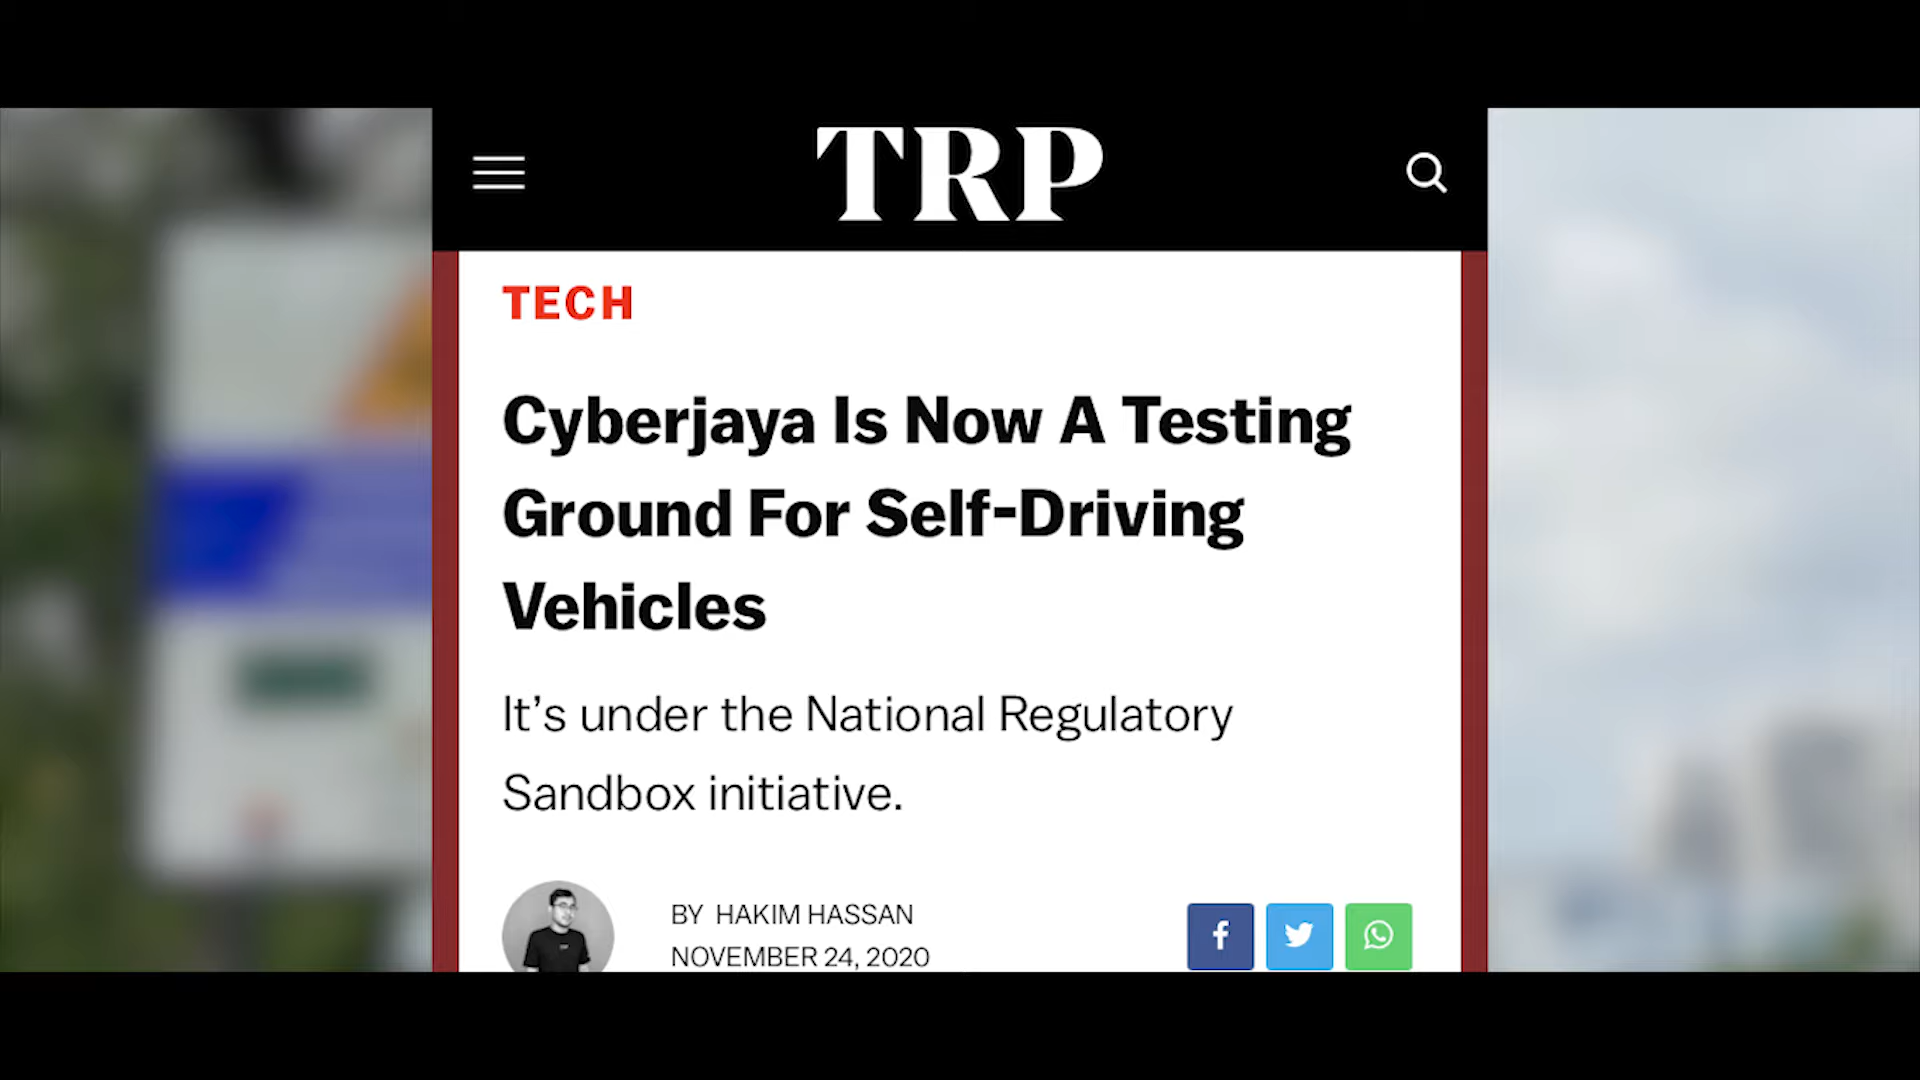 TRP
TECH
Cyberjaya Is Now A Testing
Ground For Self-Driving
Vehicles
It’s under the National Regulatory
Sandbox initiative.
BY HAKIM HASSAN
NOVEMBER 24, 2020